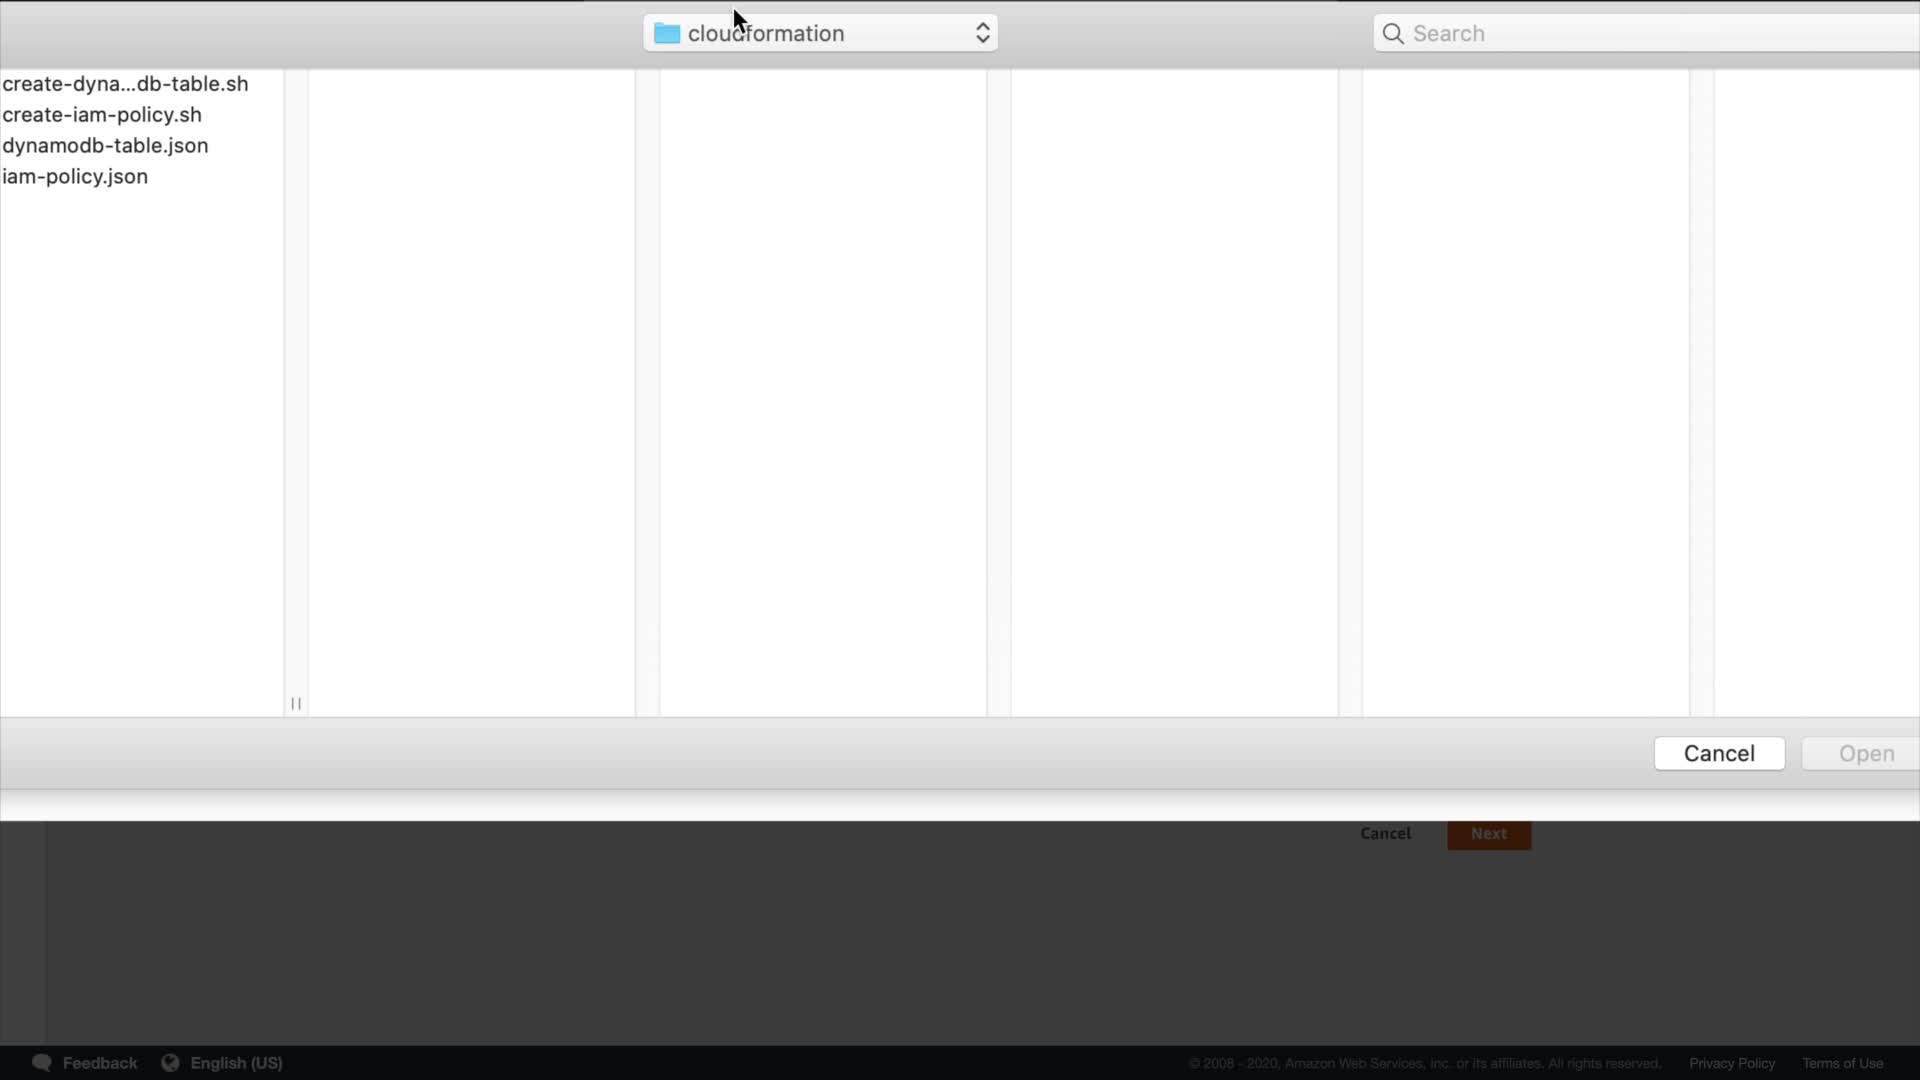 cloudformation
Search
create-dyna...db-table.sh
create-iam-policy.sh
dynamodb-table.json
iam-policy.json
Cancel
Open
Cancel
Next
Feedback
English (US)
© 2008 - 2020, Amazon Web Services, Inc. or its affiliates. All rights reserved.
Privacy Policy
Terms of Use